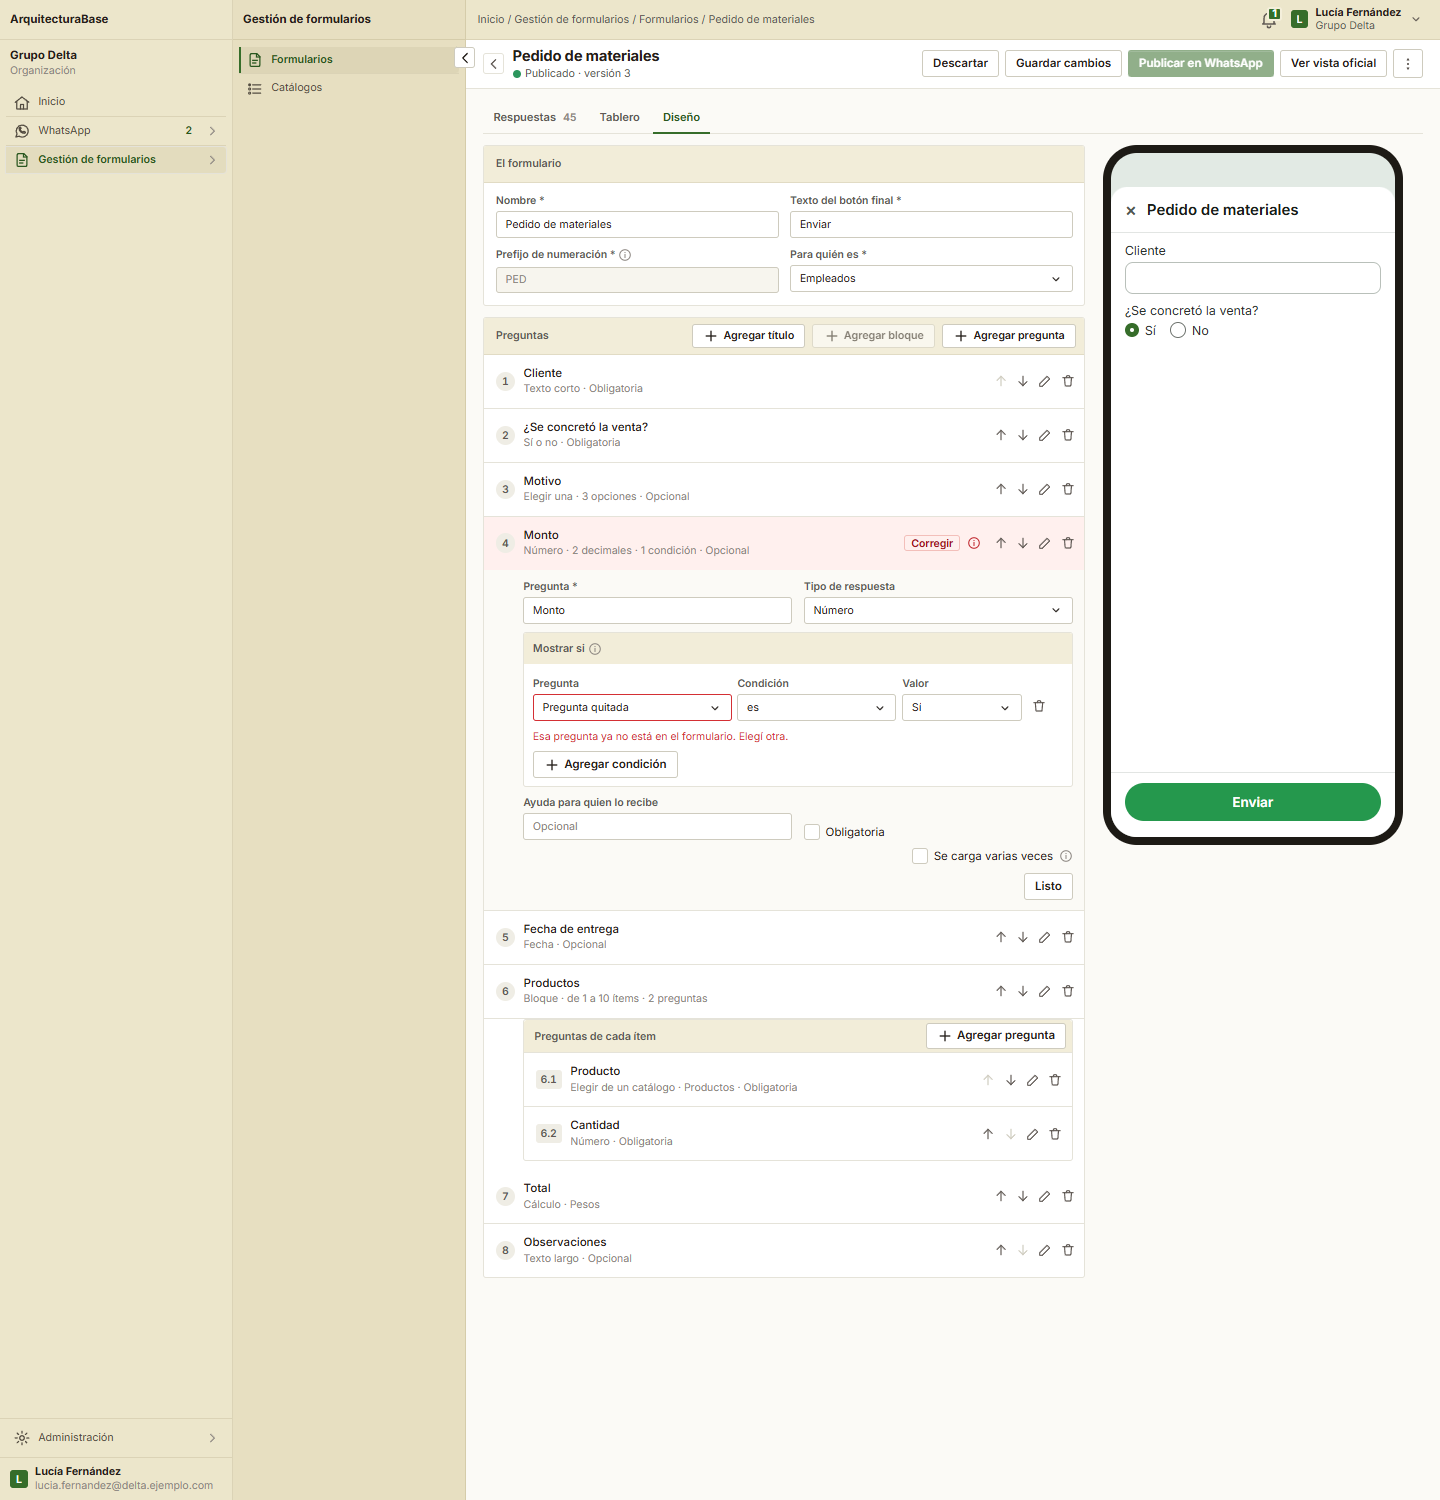 ArquitecturaBase
Grupo Delta
Organización
Inicio
WhatsApp 2
Gestión de formularios
Administración
L Lucía Fernández
lucia.fernandez@delta.ejemplo.com
Gestión de formularios
Formularios
Catálogos
Inicio / Gestión de formularios / Formularios / Pedido de materiales
1
L Lucía Fernández
Grupo Delta
Pedido de materiales
Publicado · versión 3
Descartar Guardar cambios Publicar en WhatsApp Ver vista oficial
Respuestas 45 Tablero Diseño
El formulario
Nombre * Texto del botón final *
Pedido de materiales Enviar
Prefijo de numeración * Para quién es *
PED Empleados
Preguntas Agregar título Agregar bloque Agregar pregunta
1 Cliente
Texto corto · Obligatoria
2 ¿Se concretó la venta?
Sí o no · Obligatoria
3 Motivo
Elegir una · 3 opciones · Opcional
4 Monto
Número · 2 decimales · 1 condición · Opcional
Corregir
Pregunta * Tipo de respuesta
Monto Número
Mostrar si
Pregunta Condición Valor
Pregunta quitada es Sí
Esa pregunta ya no está en el formulario. Elegí otra.
Agregar condición
Ayuda para quien lo recibe
Opcional Obligatoria
Se carga varias veces
Listo
5 Fecha de entrega
Fecha · Opcional
6 Productos
Bloque · de 1 a 10 ítems · 2 preguntas
Preguntas de cada ítem Agregar pregunta
6.1 Producto
Elegir de un catálogo · Productos · Obligatoria
6.2 Cantidad
Número · Obligatoria
7 Total
Cálculo · Pesos
8 Observaciones
Texto largo · Opcional
Pedido de materiales
Cliente
¿Se concretó la venta?
Sí No
Enviar